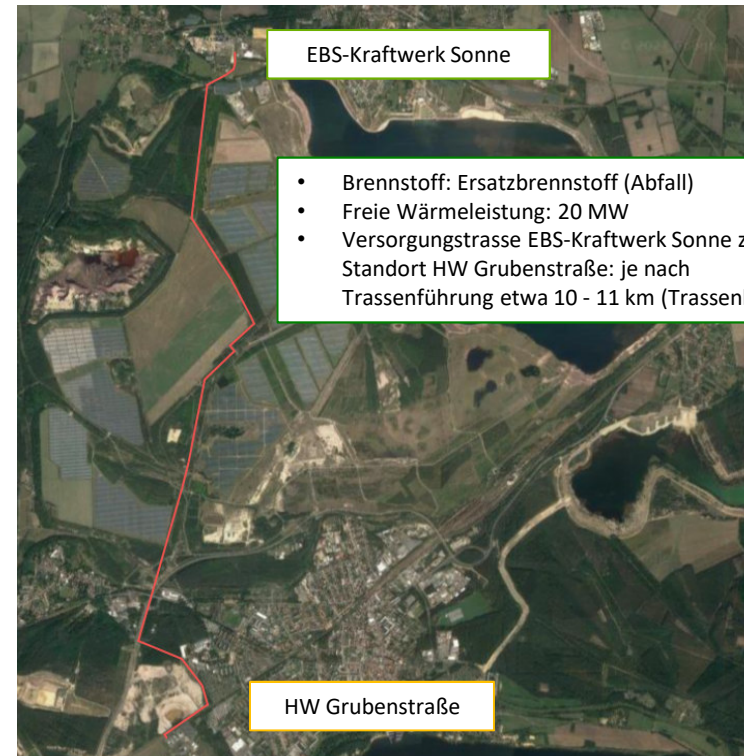 EBS-Kraftwerk Sonne
• Brennstoff: Ersatzbrennstoff (Abfall)
• Freie Wärmeleistung: 20 MW
• Versorgungstrasse EBS-Kraftwerk Sonne z
Standort HW Grubenstraße: je nach
Trassenführung etwa 10 - 11 km (Trassen
HW Grubenstraße